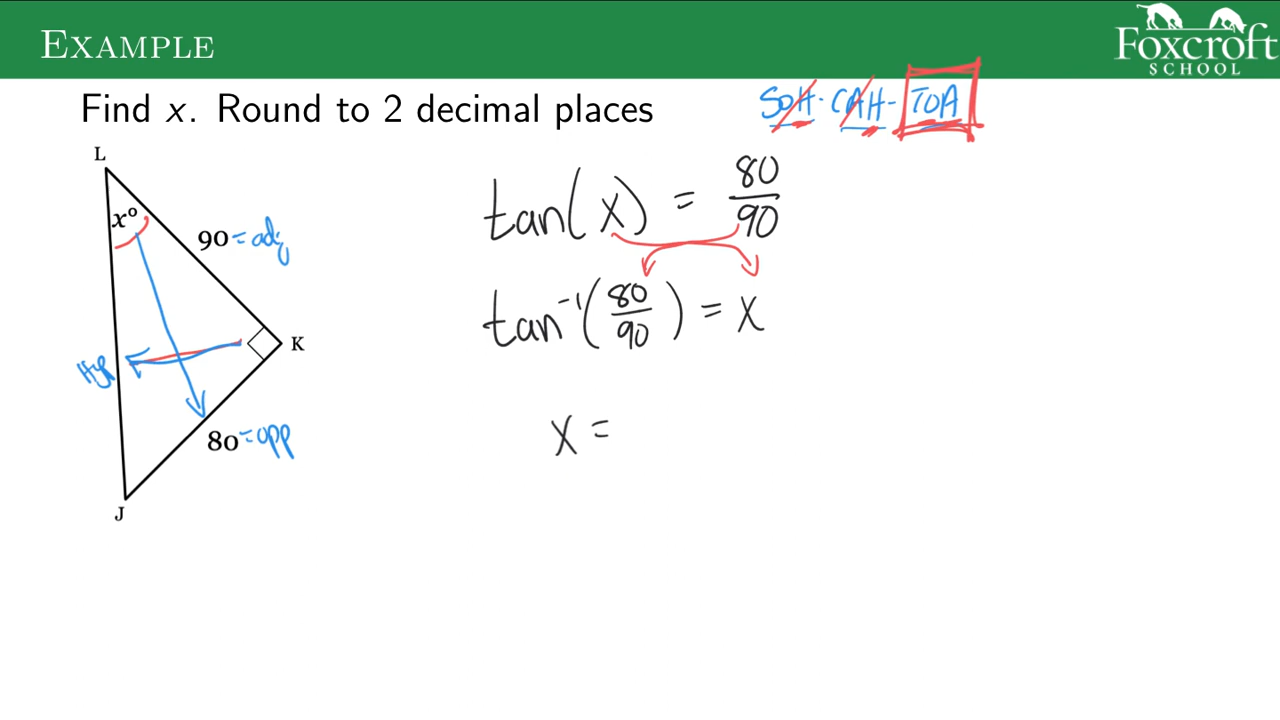 EXAMPLE
Foxcroft
SCHOOL
Find x. Round to 2 decimal places
SOH-CAH-TOA
L
x°
90 = adj
K
Hyp
80 = opp
J
tan(x) = 80/90
tan⁻¹(80/90) = x
x =